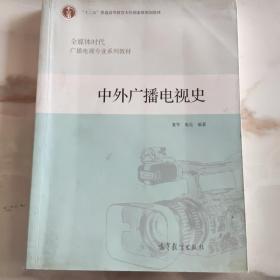 “十二五”普通高等教育本科国家级规划教材
全媒体时代
广播电视专业系列教材
中外广播电视史
编著
高等教育出版社